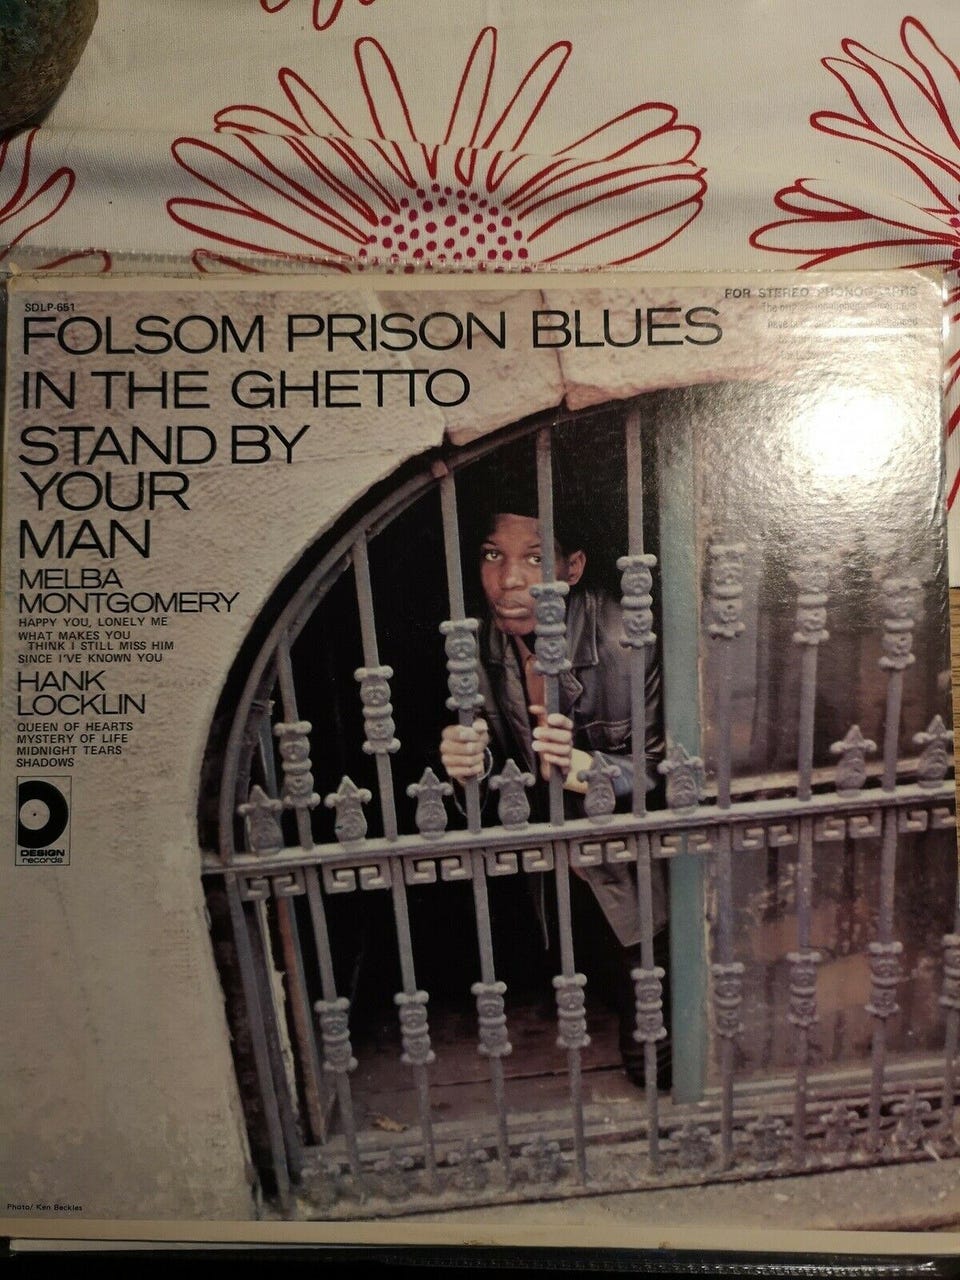 SDLP-651
FOR STEREO PHONOGRAPHS
FOLSOM PRISON BLUES
IN THE GHETTO
STAND BY
YOUR
MAN
MELBA
MONTGOMERY
HAPPY YOU, LONELY ME
WHAT MAKES YOU
THINK I STILL MISS HIM
SINCE I'VE KNOWN YOU
HANK
LOCKLIN
QUEEN OF HEARTS
MYSTERY OF LIFE
MIDNIGHT TEARS
SHADOWS
DESIGN
records
Photo/ Ken Beckles